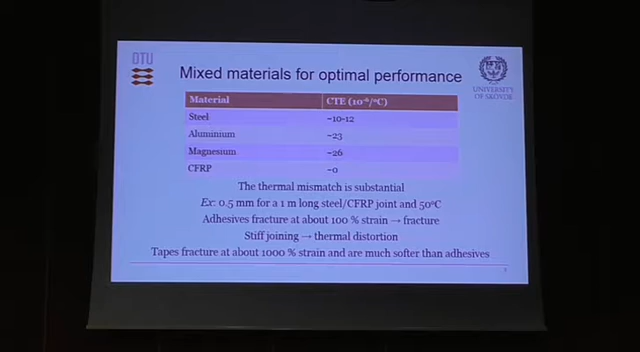 DTU
Mixed materials for optimal performance
UNIVERSITY
OF SKÖVDE
Material CTE (10⁻⁶/°C)
Steel ~10-12
Aluminium ~23
Magnesium ~26
CFRP ~0
The thermal mismatch is substantial
Ex: 0.5 mm for a 1 m long steel/CFRP joint and 50°C
Adhesives fracture at about 100 % strain → fracture
Stiff joining → thermal distortion
Tapes fracture at about 1000 % strain and are much softer than adhesives